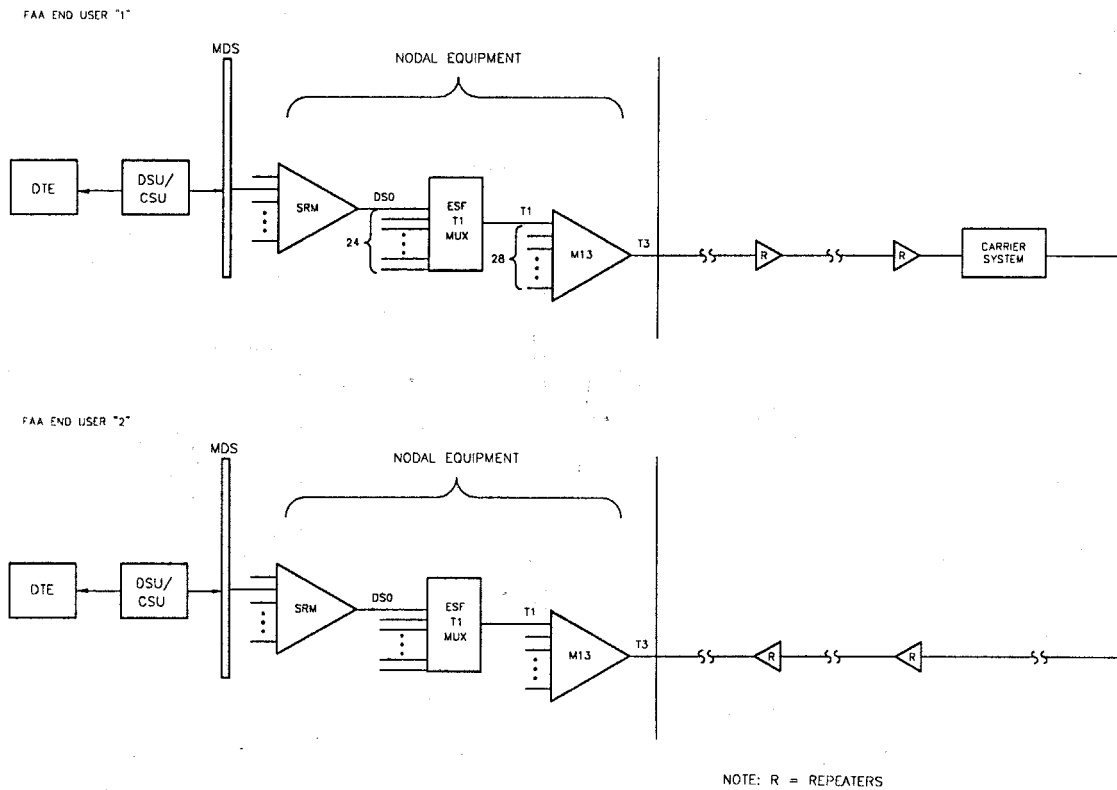 FAA END USER "1"
MDS
NODAL EQUIPMENT
DTE
DSU/
CSU
SRM
DS0
24
ESF
T1
MUX
T1
28
M13
T3
R
R
CARRIER
SYSTEM
FAA END USER "2"
MDS
NODAL EQUIPMENT
DTE
DSU/
CSU
SRM
DS0
ESF
T1
MUX
T1
M13
T3
R
R
NOTE: R = REPEATERS